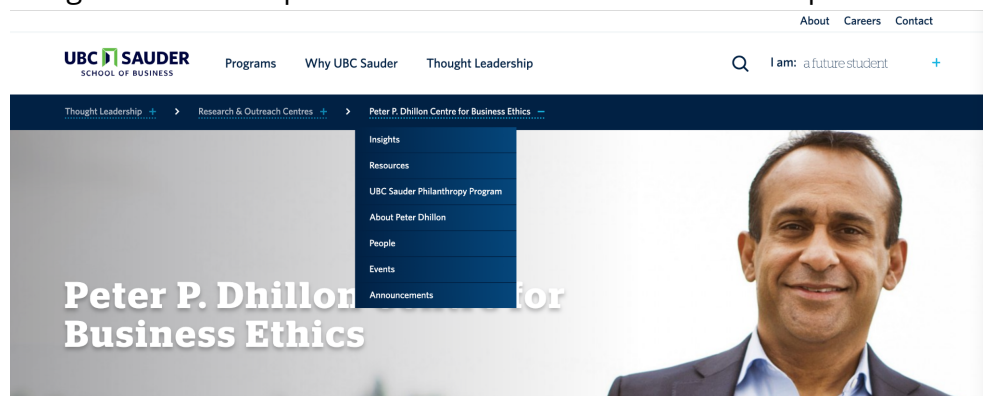 About Careers Contact
UBC SAUDER
SCHOOL OF BUSINESS
Programs Why UBC Sauder Thought Leadership
I am: a future student +
Thought Leadership + > Research & Outreach Centres + > Peter P. Dhillon Centre for Business Ethics −
Insights
Resources
UBC Sauder Philanthropy Program
About Peter Dhillon
People
Events
Announcements
Peter P. Dhillon Centre for
Business Ethics